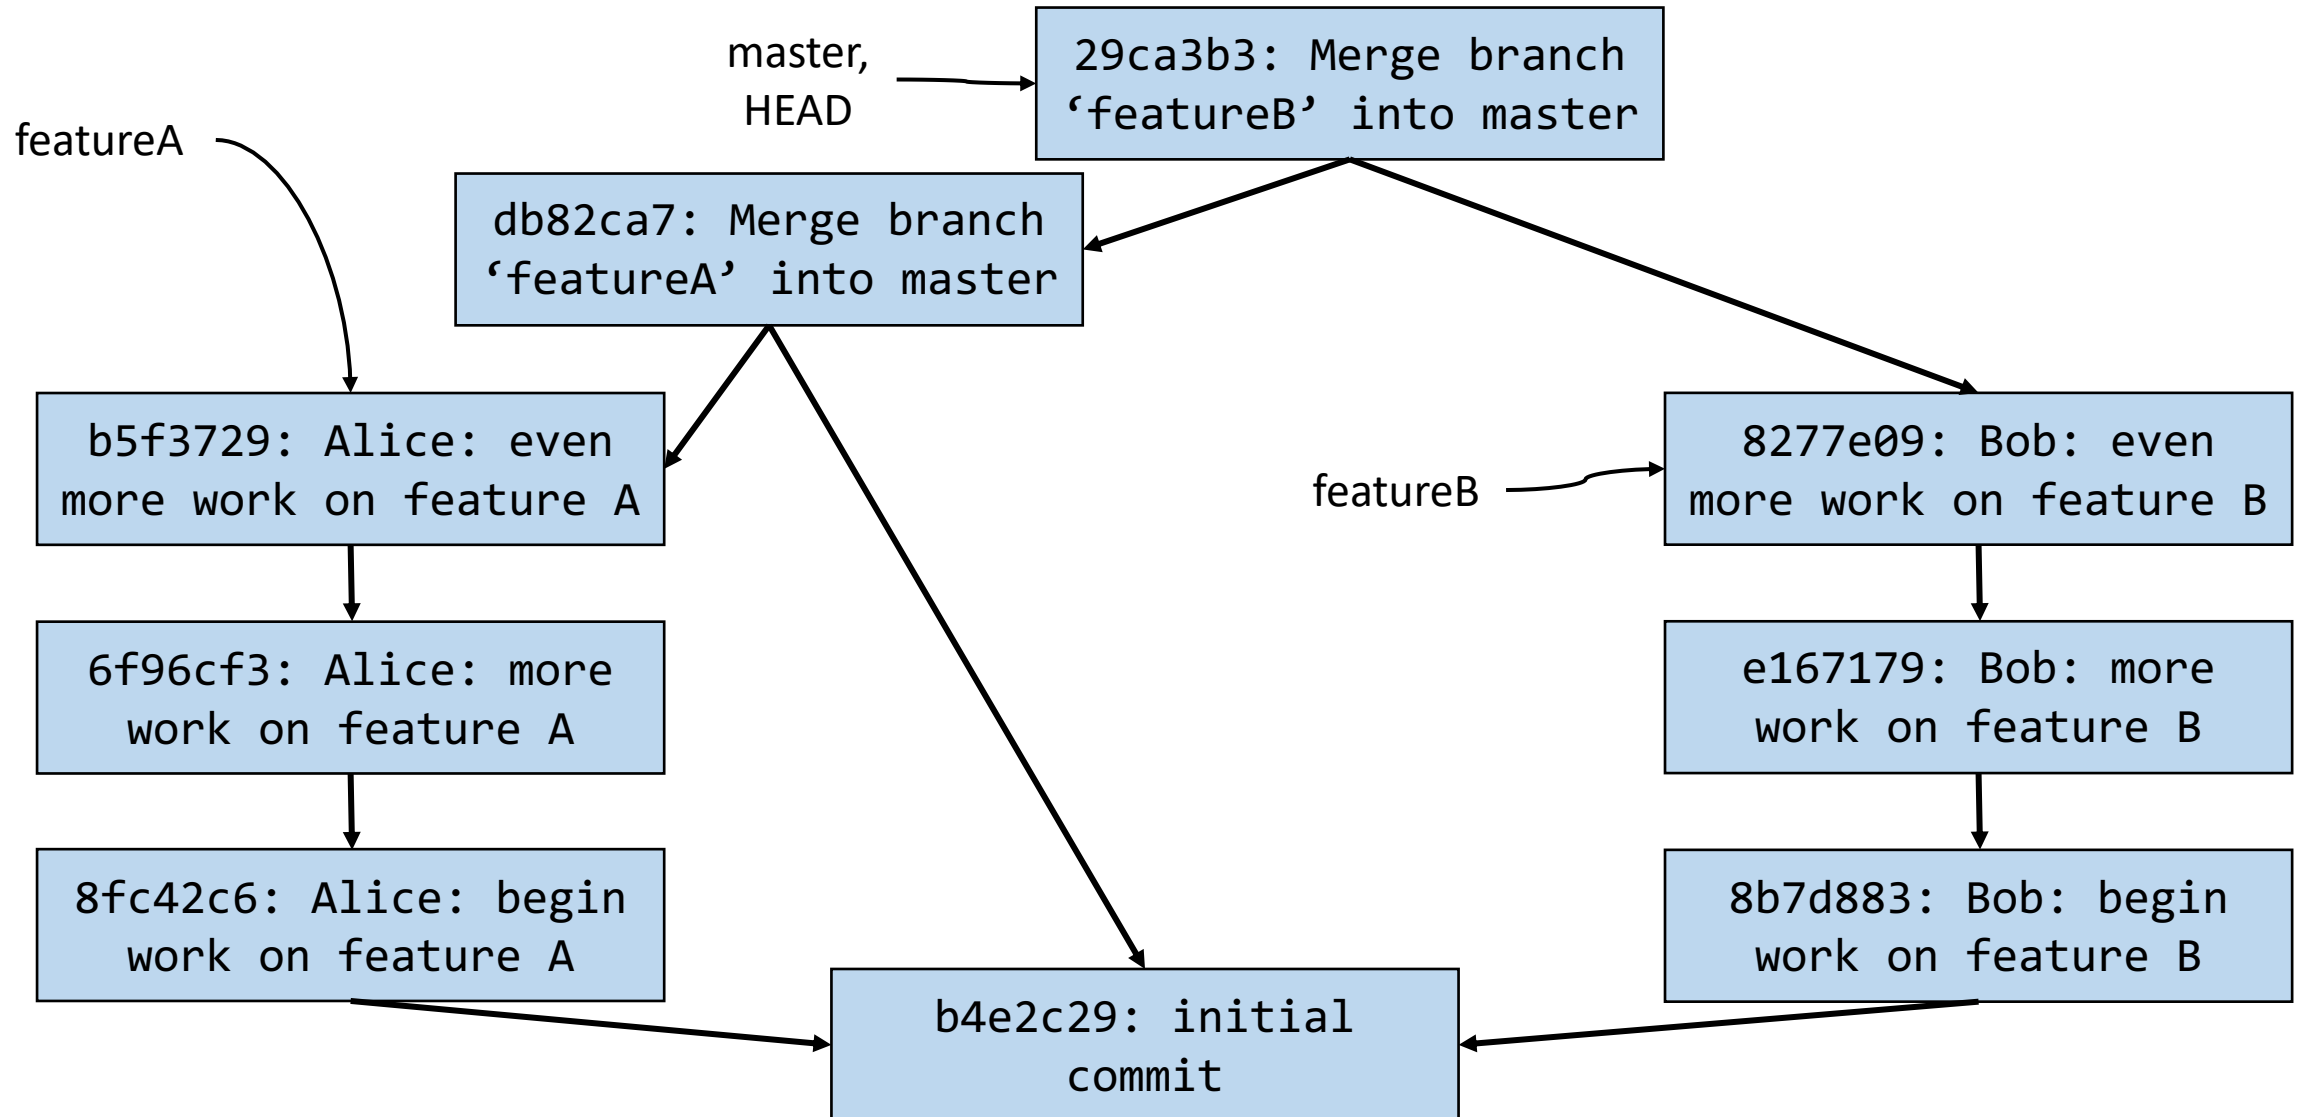 master,
HEAD
29ca3b3: Merge branch
‘featureB’ into master
featureA
db82ca7: Merge branch
‘featureA’ into master
b5f3729: Alice: even
more work on feature A
featureB
8277e09: Bob: even
more work on feature B
6f96cf3: Alice: more
work on feature A
e167179: Bob: more
work on feature B
8fc42c6: Alice: begin
work on feature A
8b7d883: Bob: begin
work on feature B
b4e2c29: initial
commit